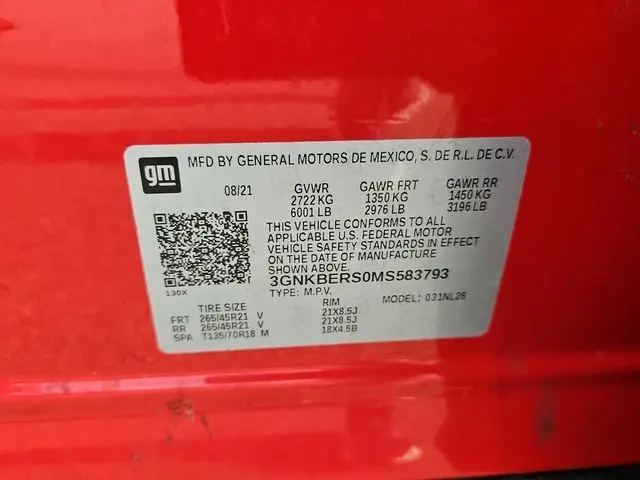 gm
MFD BY GENERAL MOTORS DE MEXICO, S. DE R.L. DE C.V.
08/21 GVWR GAWR FRT GAWR RR
2722 KG 1350 KG 1450 KG
6001 LB 2976 LB 3196 LB
THIS VEHICLE CONFORMS TO ALL
APPLICABLE U.S. FEDERAL MOTOR
VEHICLE SAFETY STANDARDS IN EFFECT
ON THE DATE OF MANUFACTURE
SHOWN ABOVE.
3GNKBERS0MS583793
130X TYPE: M.P.V. MODEL: 031NL26
TIRE SIZE RIM
FRT 265/45R21 V 21X8.5J
RR 265/45R21 V 21X8.5J
SPA T135/70R18 M 18X4.5B